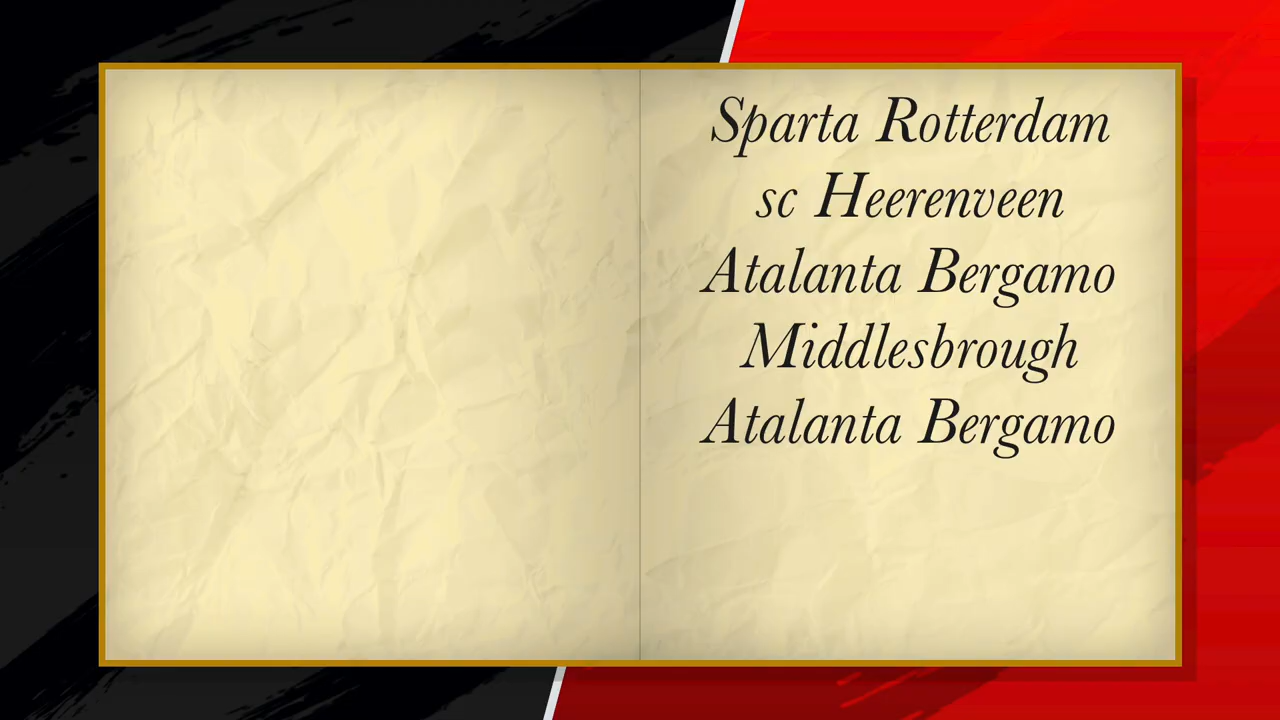 Sparta Rotterdam
sc Heerenveen
Atalanta Bergamo
Middlesbrough
Atalanta Bergamo